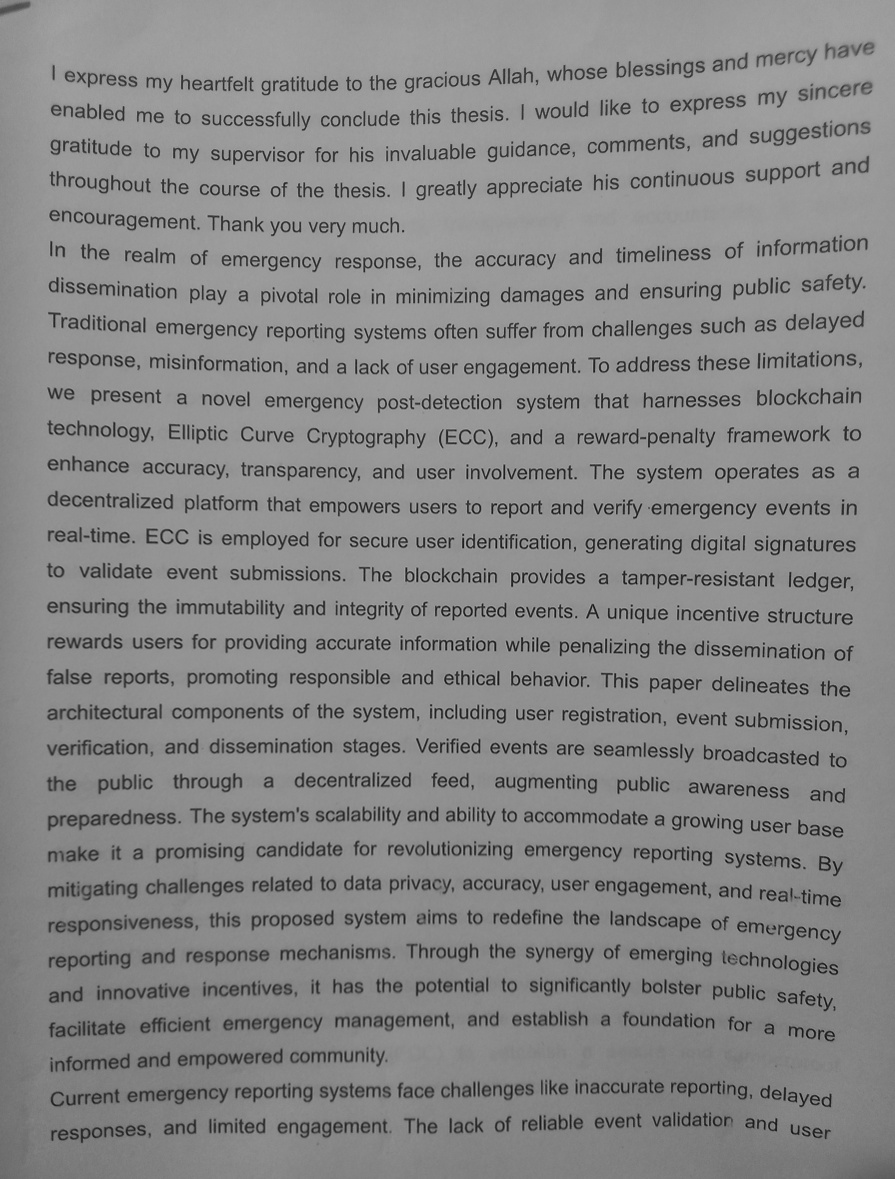 I express my heartfelt gratitude to the gracious Allah, whose blessings and mercy have
enabled me to successfully conclude this thesis. I would like to express my sincere
gratitude to my supervisor for his invaluable guidance, comments, and suggestions
throughout the course of the thesis. I greatly appreciate his continuous support and
encouragement. Thank you very much.
In the realm of emergency response, the accuracy and timeliness of information
dissemination play a pivotal role in minimizing damages and ensuring public safety.
Traditional emergency reporting systems often suffer from challenges such as delayed
response, misinformation, and a lack of user engagement. To address these limitations,
we present a novel emergency post-detection system that harnesses blockchain
technology, Elliptic Curve Cryptography (ECC), and a reward-penalty framework to
enhance accuracy, transparency, and user involvement. The system operates as a
decentralized platform that empowers users to report and verify emergency events in
real-time. ECC is employed for secure user identification, generating digital signatures
to validate event submissions. The blockchain provides a tamper-resistant ledger,
ensuring the immutability and integrity of reported events. A unique incentive structure
rewards users for providing accurate information while penalizing the dissemination of
false reports, promoting responsible and ethical behavior. This paper delineates the
architectural components of the system, including user registration, event submission,
verification, and dissemination stages. Verified events are seamlessly broadcasted to
the public through a decentralized feed, augmenting public awareness and
preparedness. The system's scalability and ability to accommodate a growing user base
make it a promising candidate for revolutionizing emergency reporting systems. By
mitigating challenges related to data privacy, accuracy, user engagement, and real-time
responsiveness, this proposed system aims to redefine the landscape of emergency
reporting and response mechanisms. Through the synergy of emerging technologies
and innovative incentives, it has the potential to significantly bolster public safety,
facilitate efficient emergency management, and establish a foundation for a more
informed and empowered community.
Current emergency reporting systems face challenges like inaccurate reporting, delayed
responses, and limited engagement. The lack of reliable event validation and user